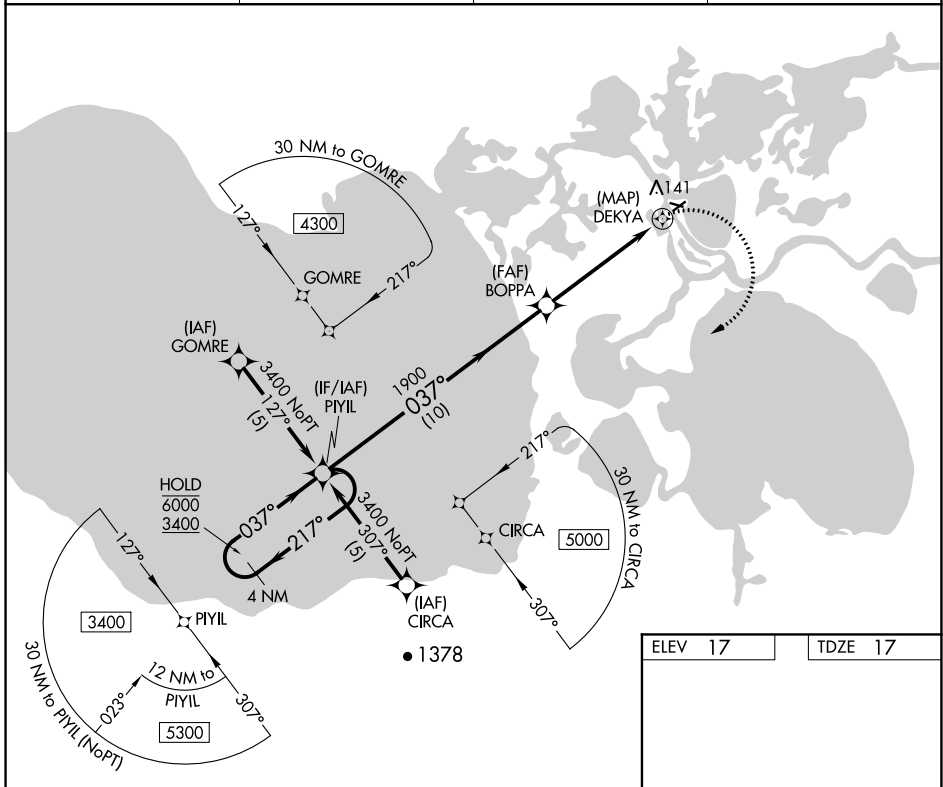 30 NM to GOMRE
127°
4300
217°
GOMRE
(MAP)
DEKYA
141
(FAF)
BOPPA
(IAF)
GOMRE
3400 NoPT
127°
(5)
(IF/IAF)
PIYIL
1900
037°
(10)
HOLD
6000
3400
037°
217°
4 NM
3400 NoPT
307°
(5)
(IAF)
CIRCA
1378
217°
CIRCA
5000
307°
30 NM to CIRCA
127°
3400
PIYIL
12 NM to
PIYIL
023°
307°
5300
30 NM to PIYIL (NoPT)
ELEV 17
TDZE 17